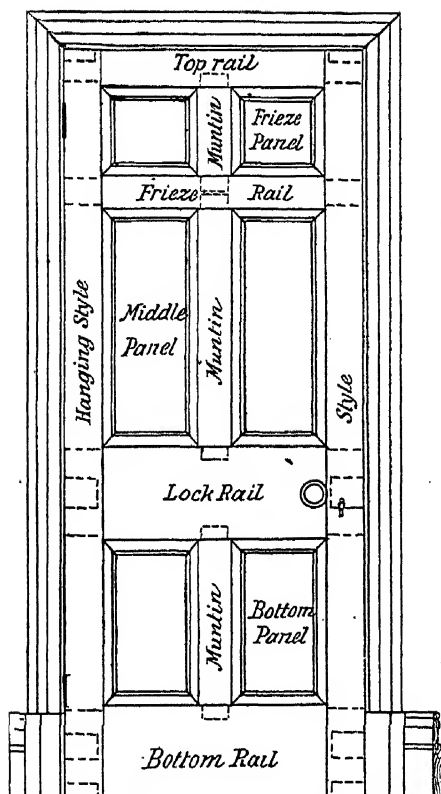 Top rail
Muntin
Frieze
Panel
Frieze Rail
Hanging Style
Middle
Panel
Muntin
Style
Lock Rail
Muntin
Bottom
Panel
Bottom Rail